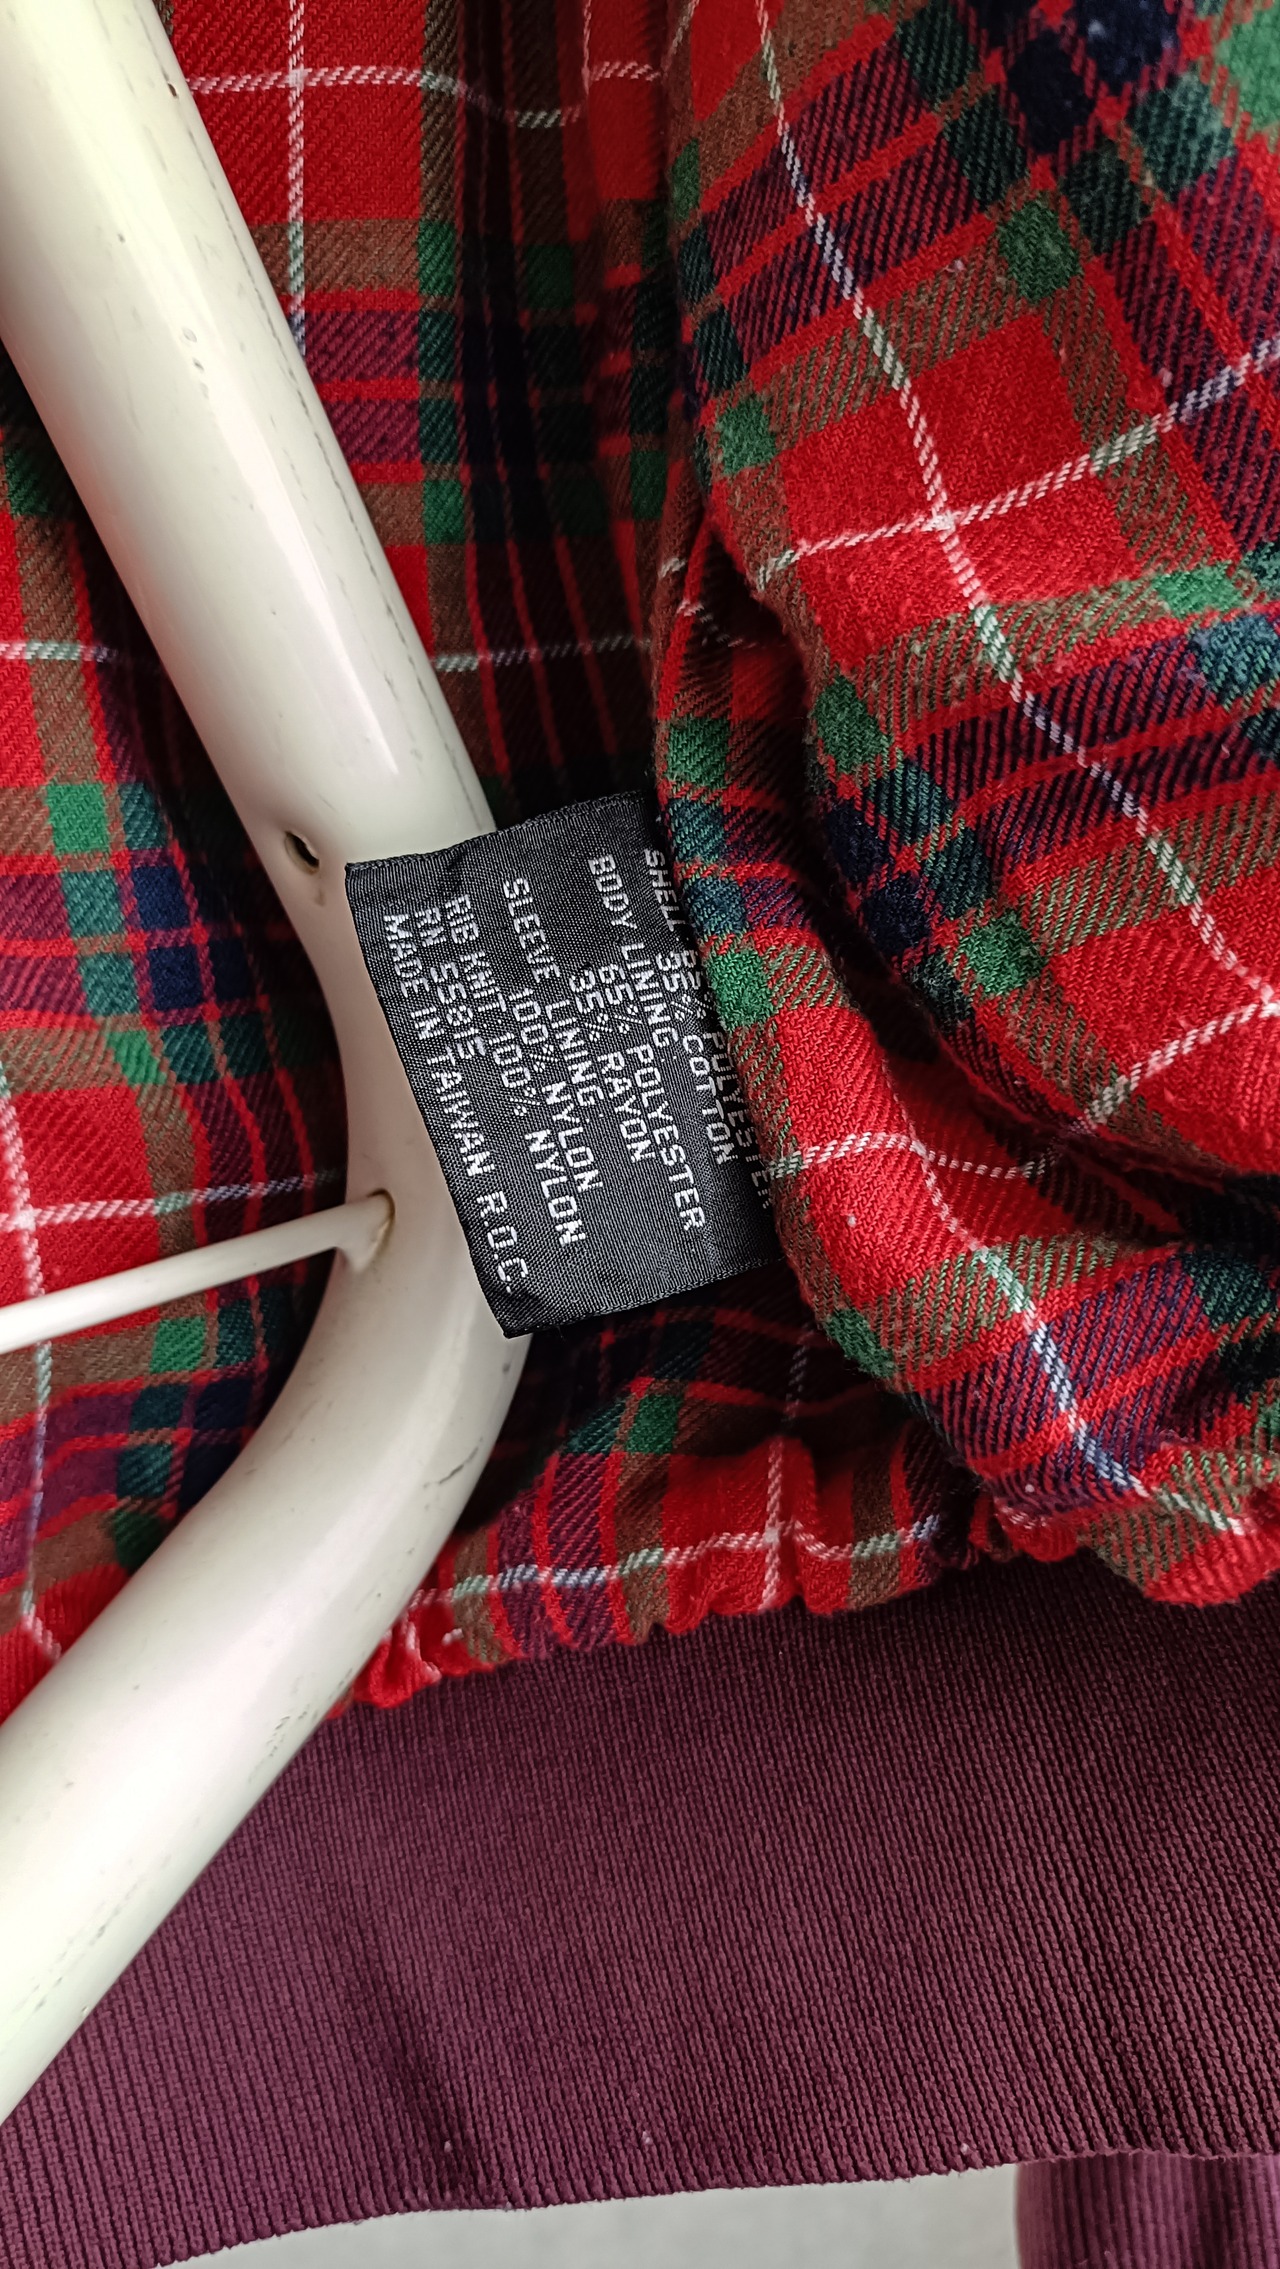 SHELL 65% POLYESTER
35% COTTON
BODY LINING
65% POLYESTER
35% RAYON
SLEEVE LINING
100% NYLON
RIB KNIT 100% NYLON
RN 55815
MADE IN TAIWAN R.O.C.